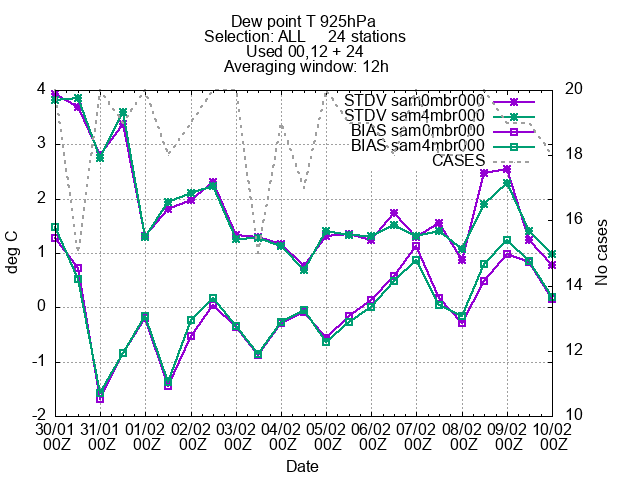 Dew point T 925hPa
Selection: ALL 24 stations
Used 00,12 + 24
Averaging window: 12h
STDV sam0mbr000
STDV sam4mbr000
BIAS sam0mbr000
BIAS sam4mbr000
CASES
4
3
2
1
0
-1
-2
deg C
20
18
16
14
12
10
No cases
30/01 31/01 01/02 02/02 03/02 04/02 05/02 06/02 07/02 08/02 09/02 10/02
00Z 00Z 00Z 00Z 00Z 00Z 00Z 00Z 00Z 00Z 00Z 00Z
Date